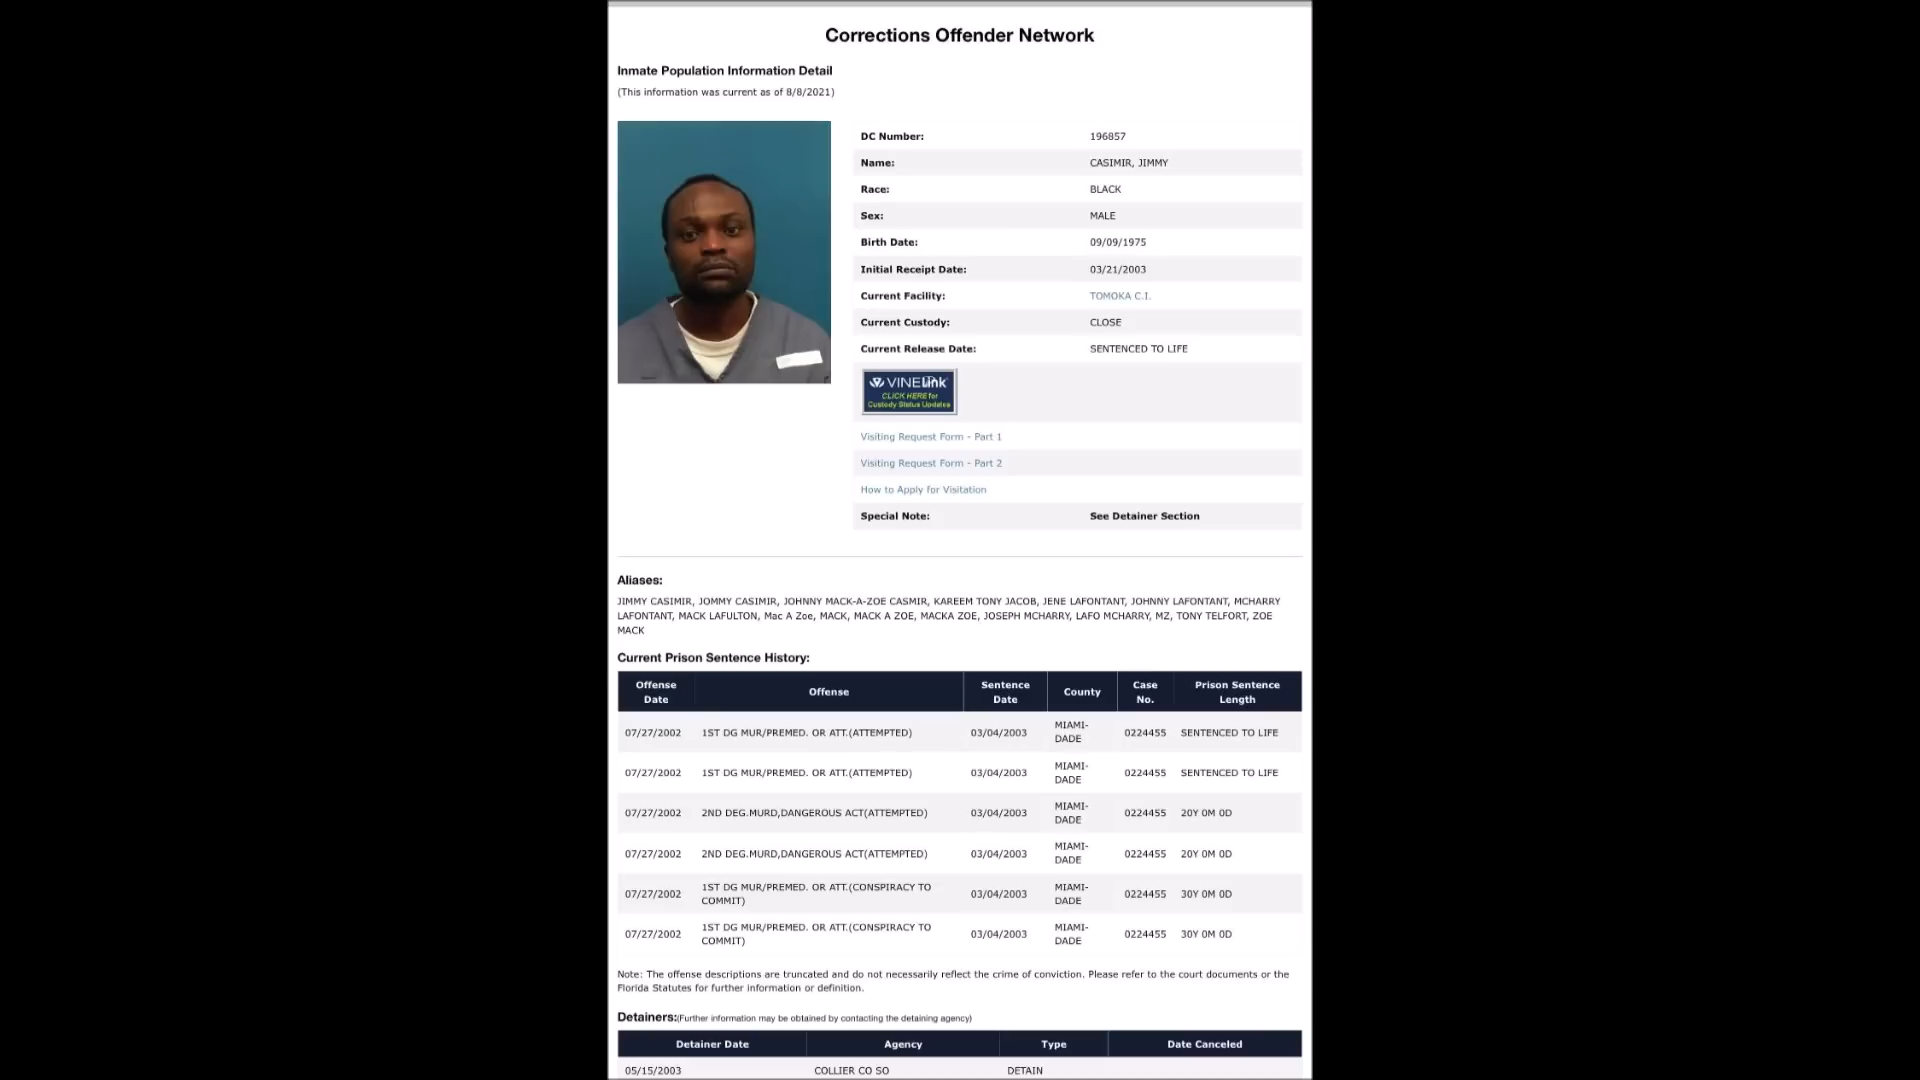 Corrections Offender Network
Inmate Population Information Detail
(This information was current as of 8/8/2021)
DC Number: 196857
Name: CASIMIR, JIMMY
Race: BLACK
Sex: MALE
Birth Date: 09/09/1975
Initial Receipt Date: 03/21/2003
Current Facility: TOMOKA C.I.
Current Custody: CLOSE
Current Release Date: SENTENCED TO LIFE
VINELink
CLICK HERE for
Custody Status Updates
Visiting Request Form - Part 1
Visiting Request Form - Part 2
How to Apply for Visitation
Special Note: See Detainer Section
Aliases:
JIMMY CASIMIR, JOMMY CASIMIR, JOHNNY MACK-A-ZOE CASMIR, KAREEM TONY JACOB, JENE LAFONTANT, JOHNNY LAFONTANT, MCHARRY
LAFONTANT, MACK LAFULTON, Mac A Zoe, MACK, MACK A ZOE, MACKA ZOE, JOSEPH MCHARRY, LAFO MCHARRY, MZ, TONY TELFORT, ZOE
MACK
Current Prison Sentence History:
Offense Date Offense Sentence Date County Case No. Prison Sentence Length
07/27/2002 1ST DG MUR/PREMED. OR ATT.(ATTEMPTED) 03/04/2003 MIAMI-DADE 0224455 SENTENCED TO LIFE
07/27/2002 1ST DG MUR/PREMED. OR ATT.(ATTEMPTED) 03/04/2003 MIAMI-DADE 0224455 SENTENCED TO LIFE
07/27/2002 2ND DEG.MURD,DANGEROUS ACT(ATTEMPTED) 03/04/2003 MIAMI-DADE 0224455 20Y 0M 0D
07/27/2002 2ND DEG.MURD,DANGEROUS ACT(ATTEMPTED) 03/04/2003 MIAMI-DADE 0224455 20Y 0M 0D
07/27/2002 1ST DG MUR/PREMED. OR ATT.(CONSPIRACY TO COMMIT) 03/04/2003 MIAMI-DADE 0224455 30Y 0M 0D
07/27/2002 1ST DG MUR/PREMED. OR ATT.(CONSPIRACY TO COMMIT) 03/04/2003 MIAMI-DADE 0224455 30Y 0M 0D
Note: The offense descriptions are truncated and do not necessarily reflect the crime of conviction. Please refer to the court documents or the
Florida Statutes for further information or definition.
Detainers:(Further information may be obtained by contacting the detaining agency)
Detainer Date Agency Type Date Canceled
05/15/2003 COLLIER CO SO DETAIN